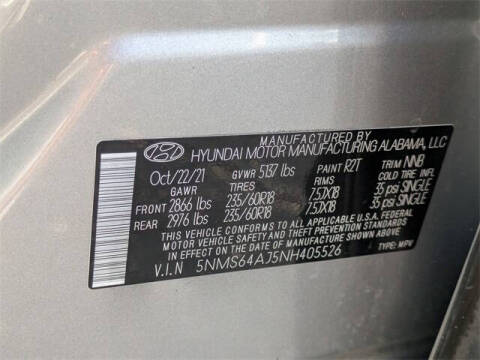 MANUFACTURED BY
HYUNDAI MOTOR MANUFACTURING ALABAMA, LLC
Oct/22/21 GVWR 5137 lbs PAINT R2T TRIM NNB
GAWR TIRES RIMS COLD TIRE INFL
FRONT 2866 lbs 235/60R18 7.5JX18 35 psi SINGLE
REAR 2976 lbs 235/60R18 7.5JX18 35 psi SINGLE
THIS VEHICLE CONFORMS TO ALL APPLICABLE FEDERAL MOTOR VEHICLE SAFETY, BUMPER, AND THEFT
PREVENTION STANDARDS IN EFFECT ON THE DATE OF MANUFACTURE SHOWN ABOVE.
V.I.N 5NMS64AJ5NH405526 TYPE: MPV